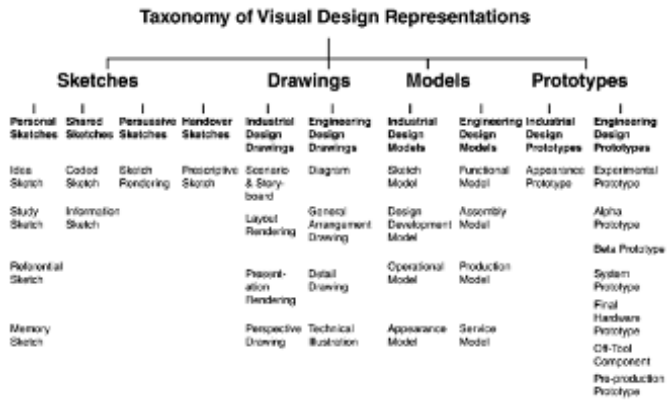 Taxonomy of Visual Design Representations
Sketches
Drawings
Models
Prototypes
Personal
Sketches
Shared
Sketches
Persuasive
Sketches
Handover
Sketches
Industrial
Design
Drawings
Engineering
Design
Drawings
Industrial
Design
Models
Engineering
Design
Models
Industrial
Design
Prototypes
Engineering
Design
Prototypes
Idea
Sketch
Study
Sketch
Referential
Sketch
Memory
Sketch
Coded
Sketch
Information
Sketch
Sketch
Rendering
Prescriptive
Sketch
Scenario
& Story-
board
Layout
Rendering
Present-
ation
Rendering
Perspective
Drawing
Diagram
General
Arrangement
Drawing
Detail
Drawing
Technical
Illustration
Sketch
Model
Design
Development
Model
Operational
Model
Appearance
Model
Functional
Model
Assembly
Model
Production
Model
Service
Model
Appearance
Prototype
Experimental
Prototype
Alpha
Prototype
Beta Prototype
System
Prototype
Final
Hardware
Prototype
Off-Tool
Component
Pre-production
Prototype